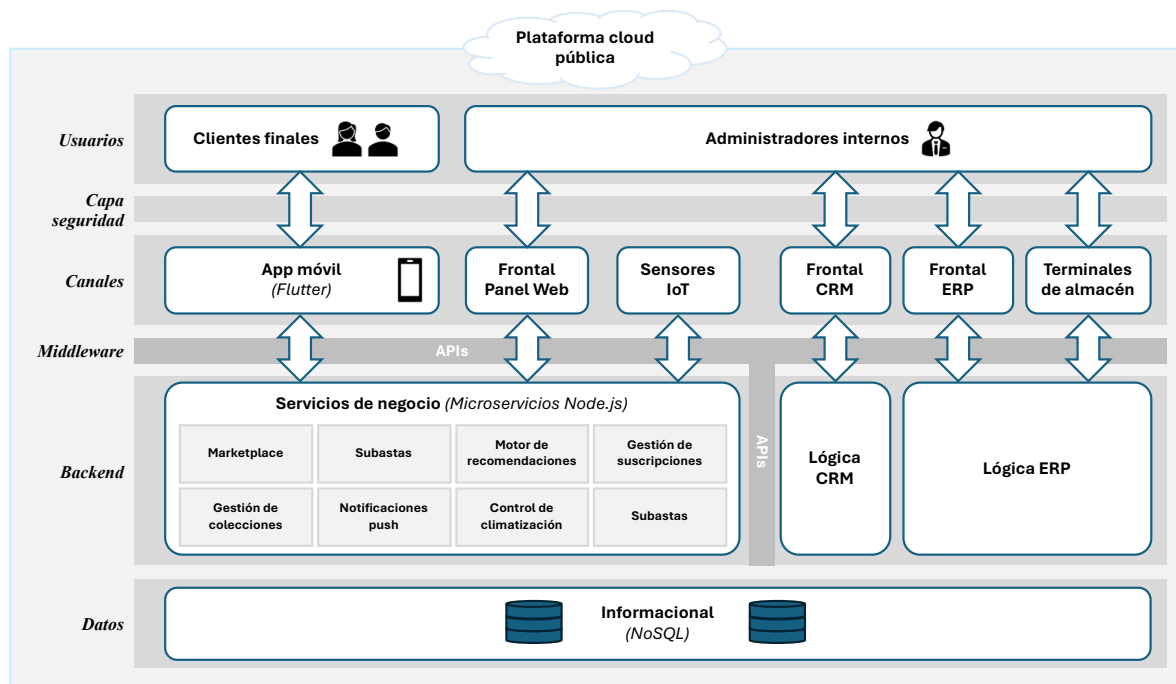 Plataforma cloud
pública
Usuarios
Clientes finales
Administradores internos
Capa
seguridad
Canales
App móvil
(Flutter)
Frontal
Panel Web
Sensores
IoT
Frontal
CRM
Frontal
ERP
Terminales
de almacén
Middleware
APIs
Backend
Servicios de negocio (Microservicios Node.js)
Marketplace
Subastas
Motor de
recomendaciones
Gestión de
suscripciones
Gestión de
colecciones
Notificaciones
push
Control de
climatización
Subastas
APIs
Lógica
CRM
Lógica ERP
Datos
Informacional
(NoSQL)